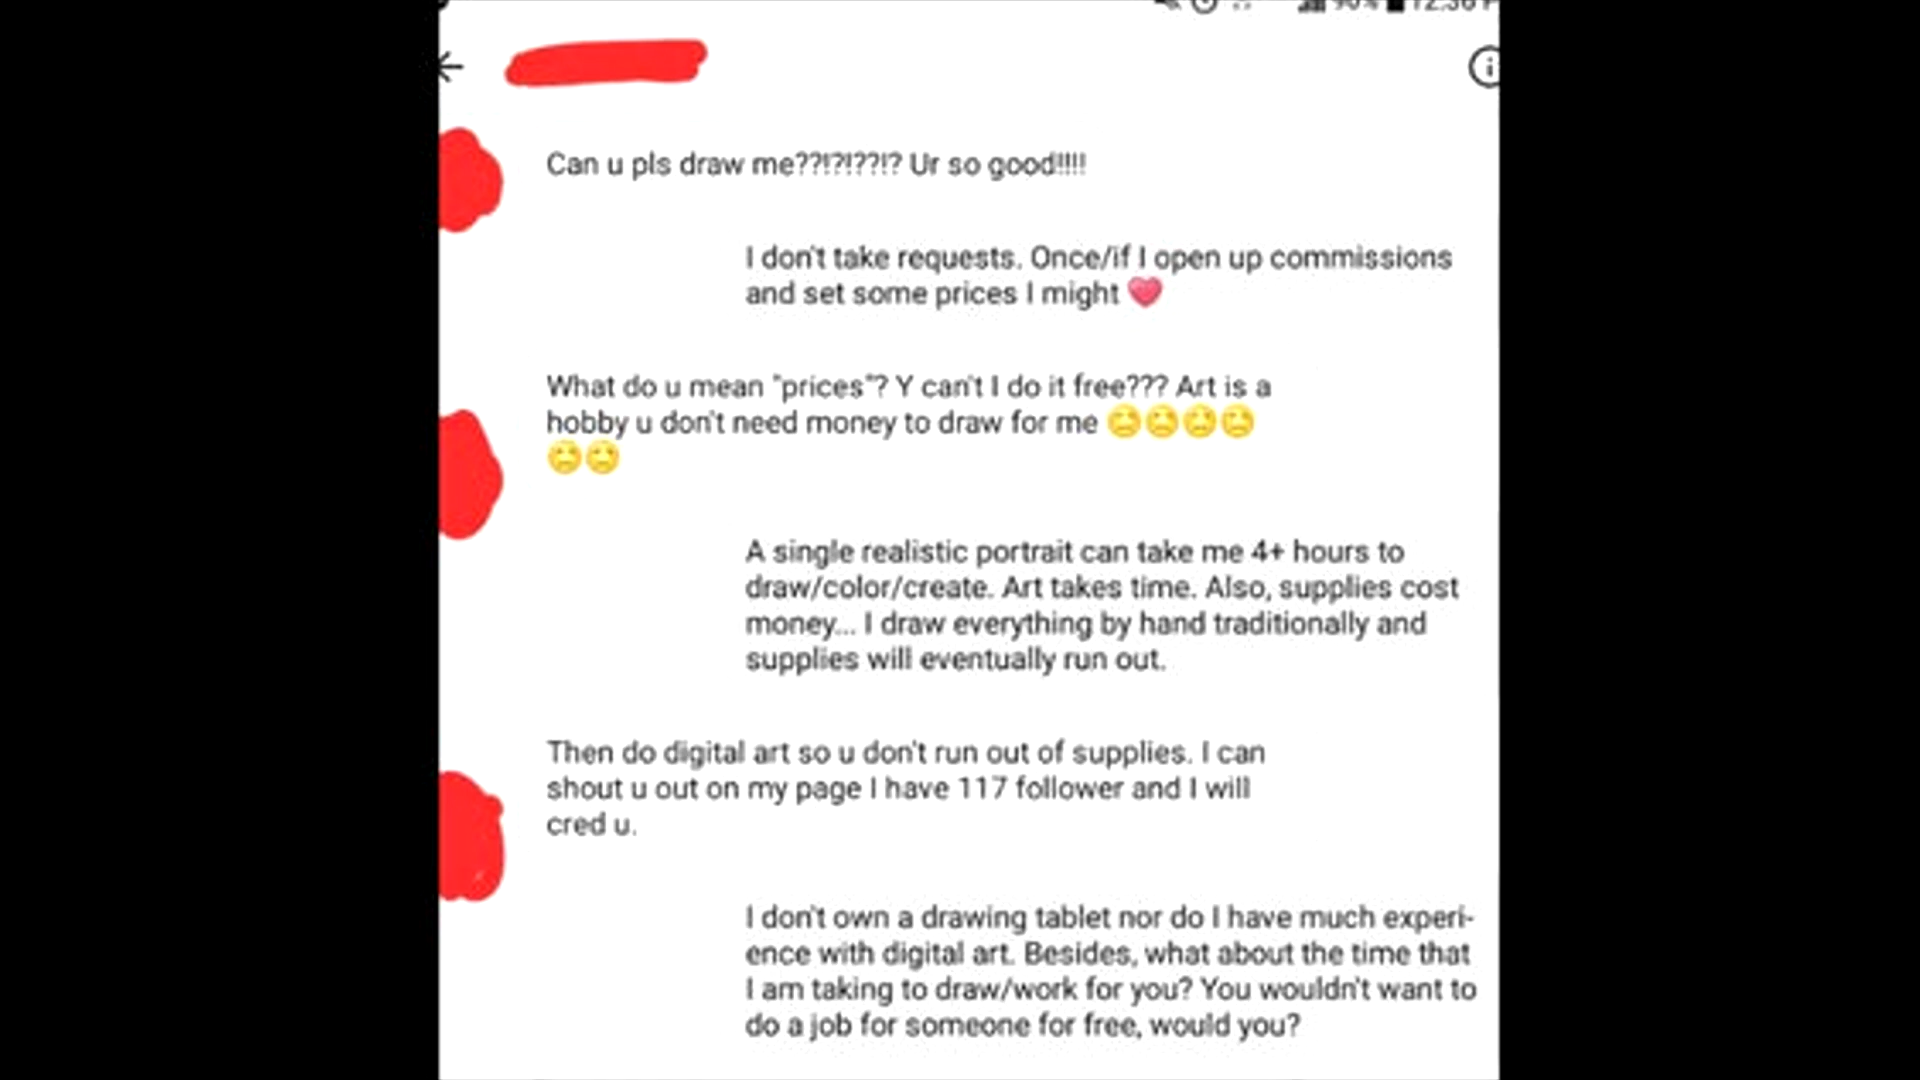 90% 12:36 P
Can u pls draw me??!?!??!? Ur so good!!!!
I don't take requests. Once/if I open up commissions
and set some prices I might ❤️
What do u mean "prices"? Y can't I do it free??? Art is a
hobby u don't need money to draw for me 🙄🙄🙄🙄
🙄🙄
A single realistic portrait can take me 4+ hours to
draw/color/create. Art takes time. Also, supplies cost
money... I draw everything by hand traditionally and
supplies will eventually run out.
Then do digital art so u don't run out of supplies. I can
shout u out on my page I have 117 follower and I will
cred u.
I don't own a drawing tablet nor do I have much experi-
ence with digital art. Besides, what about the time that
I am taking to draw/work for you? You wouldn't want to
do a job for someone for free, would you?